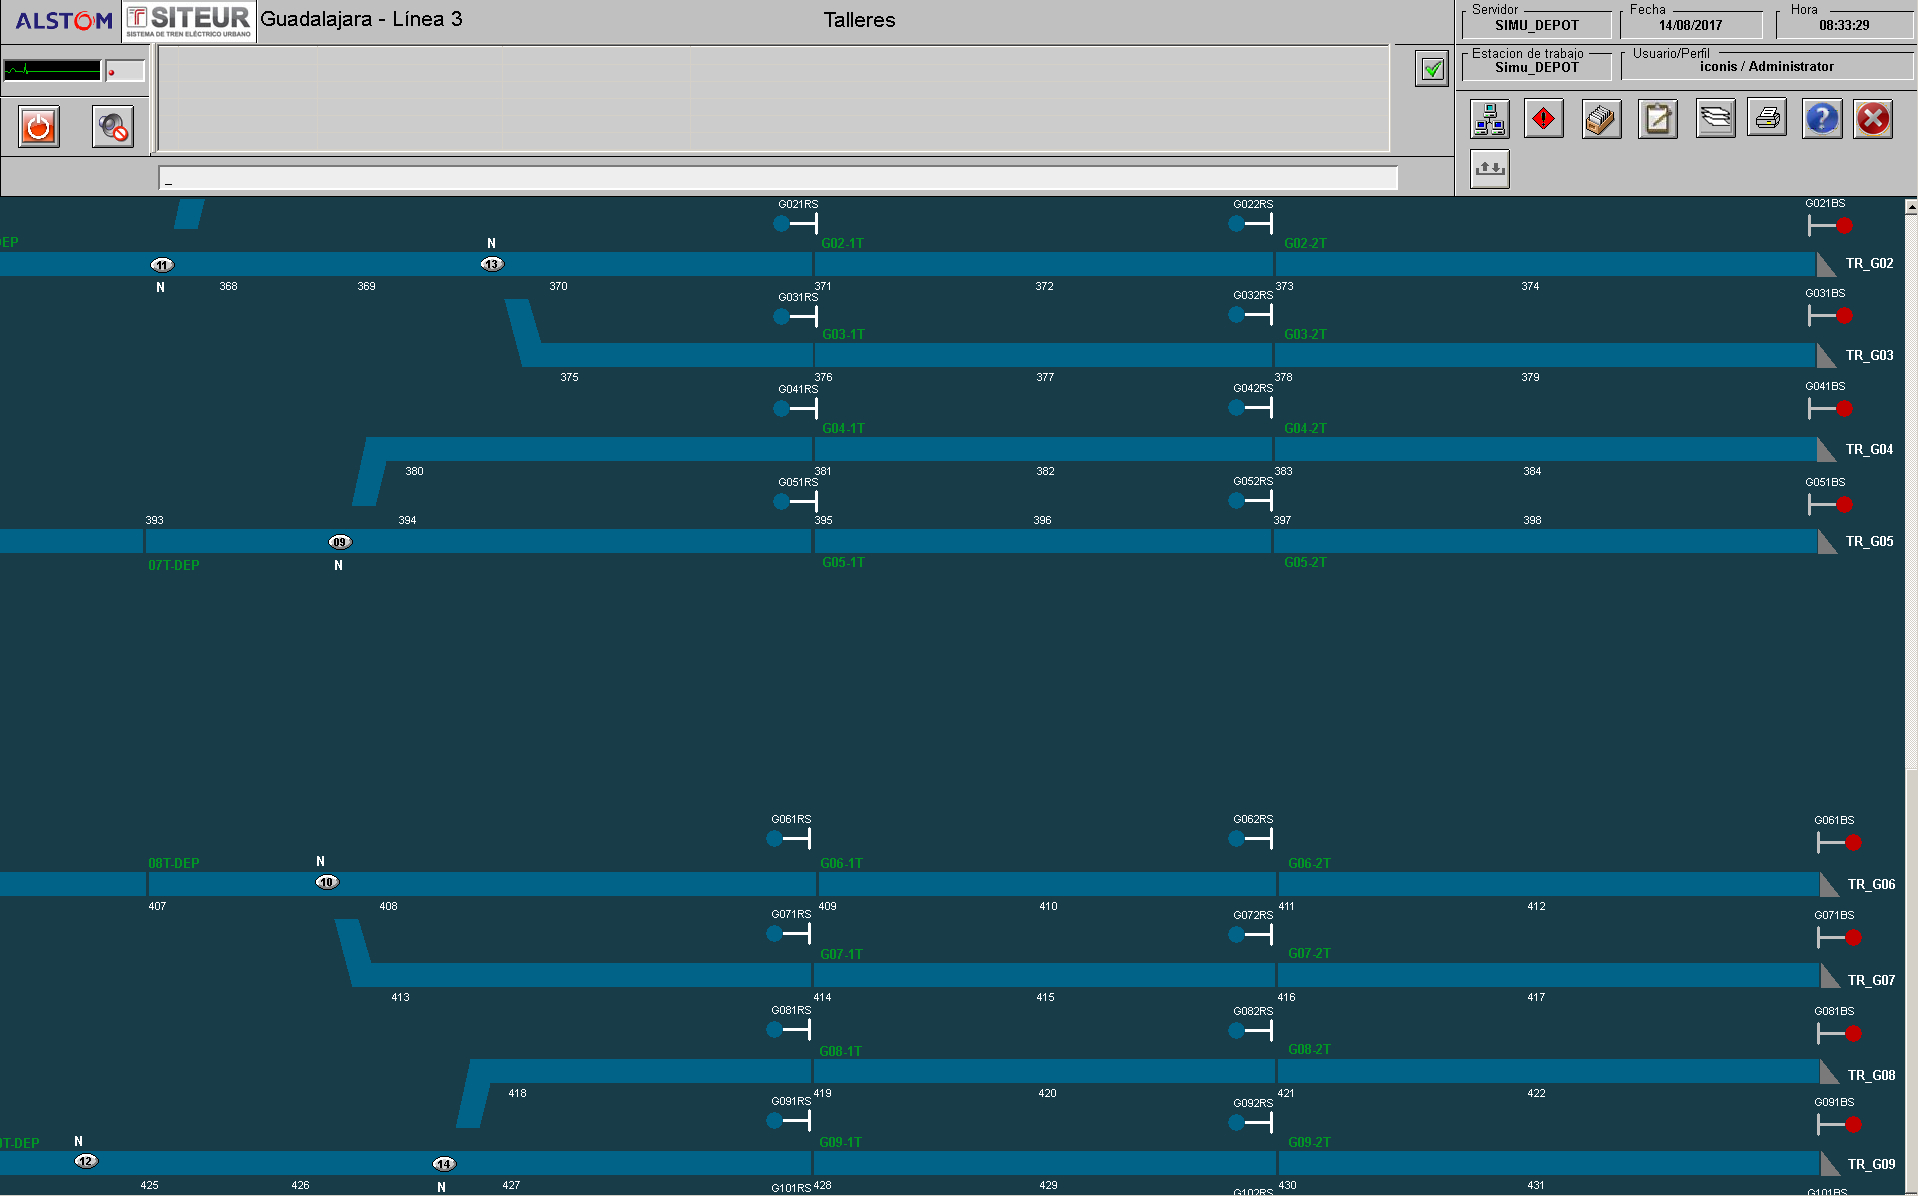 ALSTOM SITEUR Guadalajara - Línea 3 Talleres
SISTEMA DE TREN ELÉCTRICO URBANO
Servidor Fecha Hora
SIMU_DEPOT 14/08/2017 08:33:29
Estacion de trabajo Usuario/Perfil
Simu_DEPOT iconis / Administrator
_
G021RS G022RS G021BS
EP N G02-1T G02-2T
11 13 TR_G02
N 368 369 370 371 372 373 374
G031RS G032RS G031BS
G03-1T G03-2T
TR_G03
375 376 377 378 379
G041RS G042RS G041BS
G04-1T G04-2T
TR_G04
380 381 382 383 384
G051RS G052RS G051BS
393 394 395 396 397 398
09 TR_G05
07T-DEP N G05-1T G05-2T
G061RS G062RS G061BS
08T-DEP N G06-1T G06-2T
10 TR_G06
407 408 409 410 411 412
G071RS G072RS G071BS
G07-1T G07-2T
TR_G07
413 414 415 416 417
G081RS G082RS G081BS
G08-1T G08-2T
TR_G08
418 419 420 421 422
G091RS G092RS G091BS
T-DEP N G09-1T G09-2T
12 14 TR_G09
425 426 N 427 G101RS 428 429 G102RS 430 431 G101BS